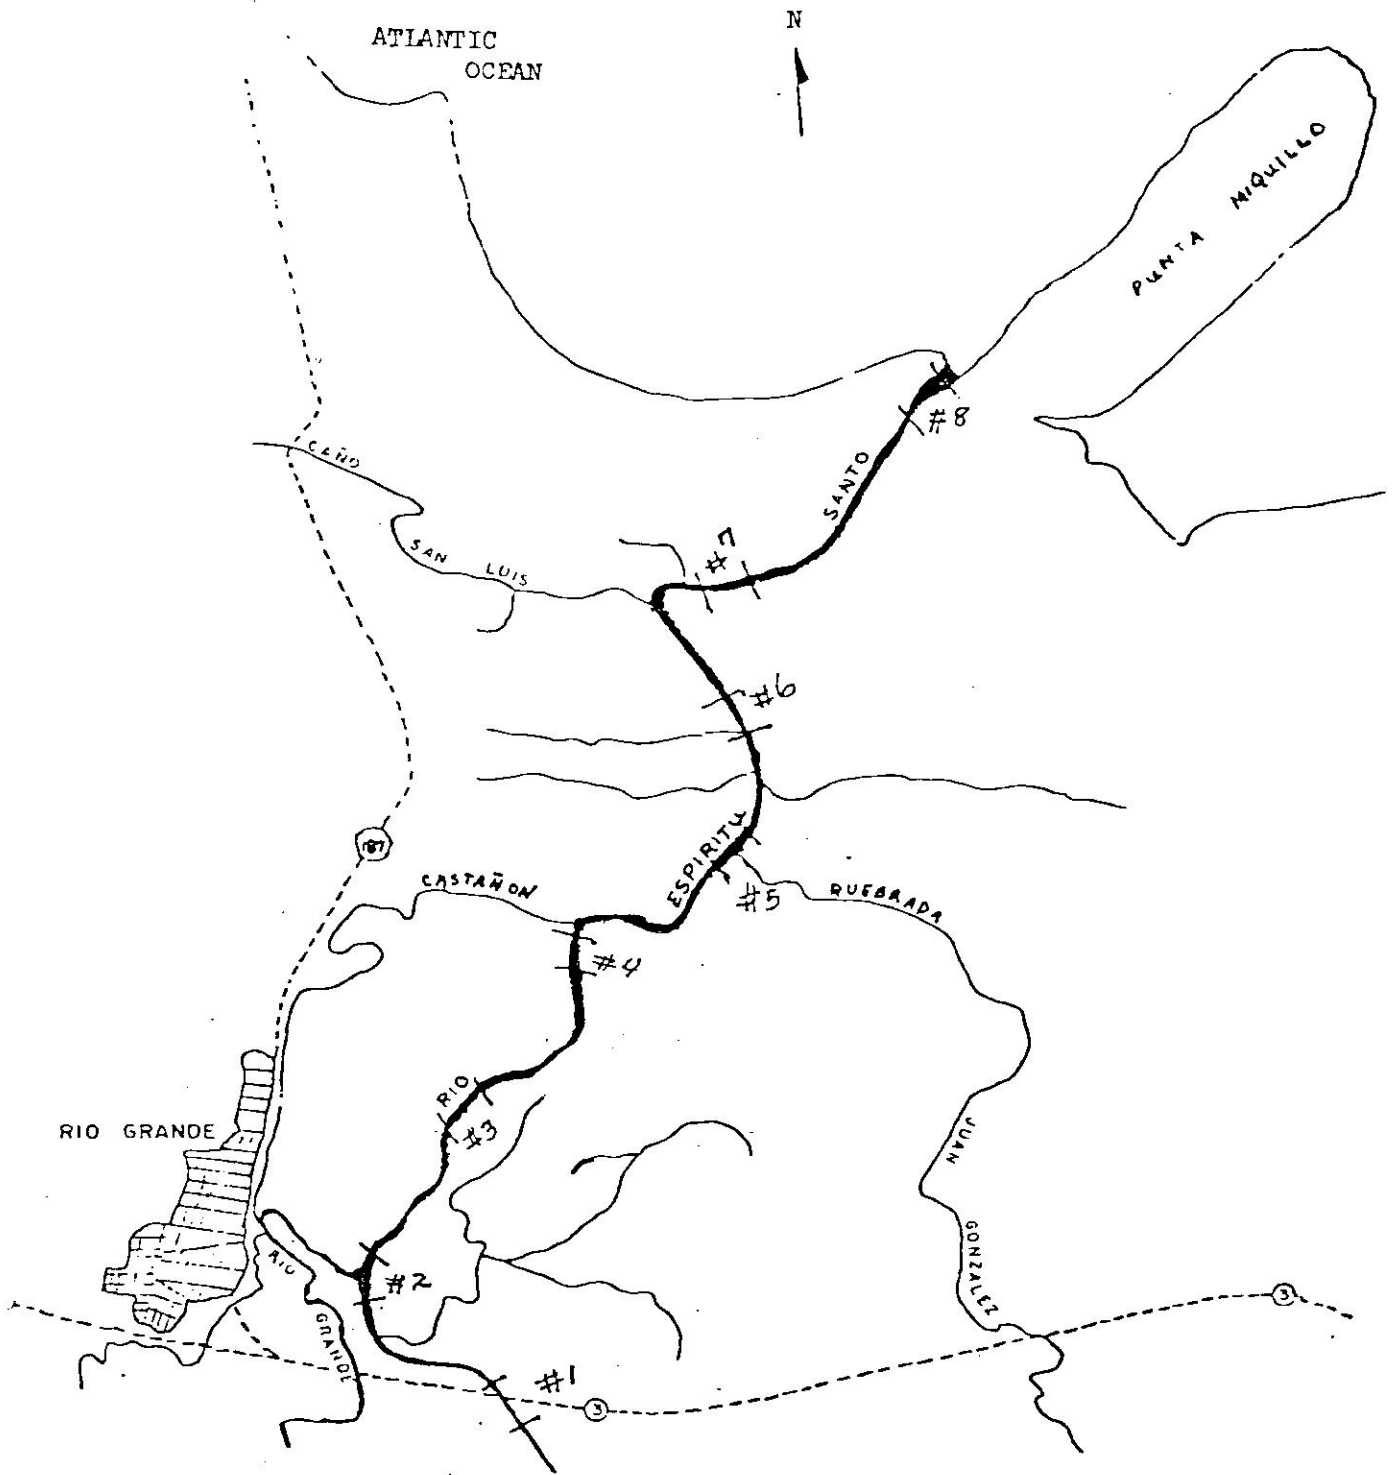 N
ATLANTIC
OCEAN
PUNTA MIQUILLO
#8
CAÑO
SAN LUIS
SANTO
#7
#6
ESPIRITU
CASTAÑON
#5
QUEBRADA
#4
RIO
#3
RIO GRANDE
JUAN
GONZALEZ
RIO
GRANDE
#2
3
#1
3